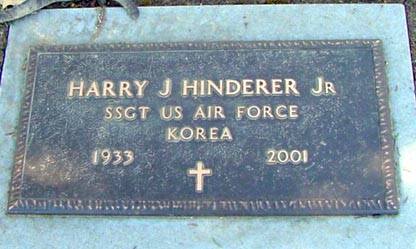 HARRY J HINDERER JR
SSGT US AIR FORCE
KOREA
1933 2001